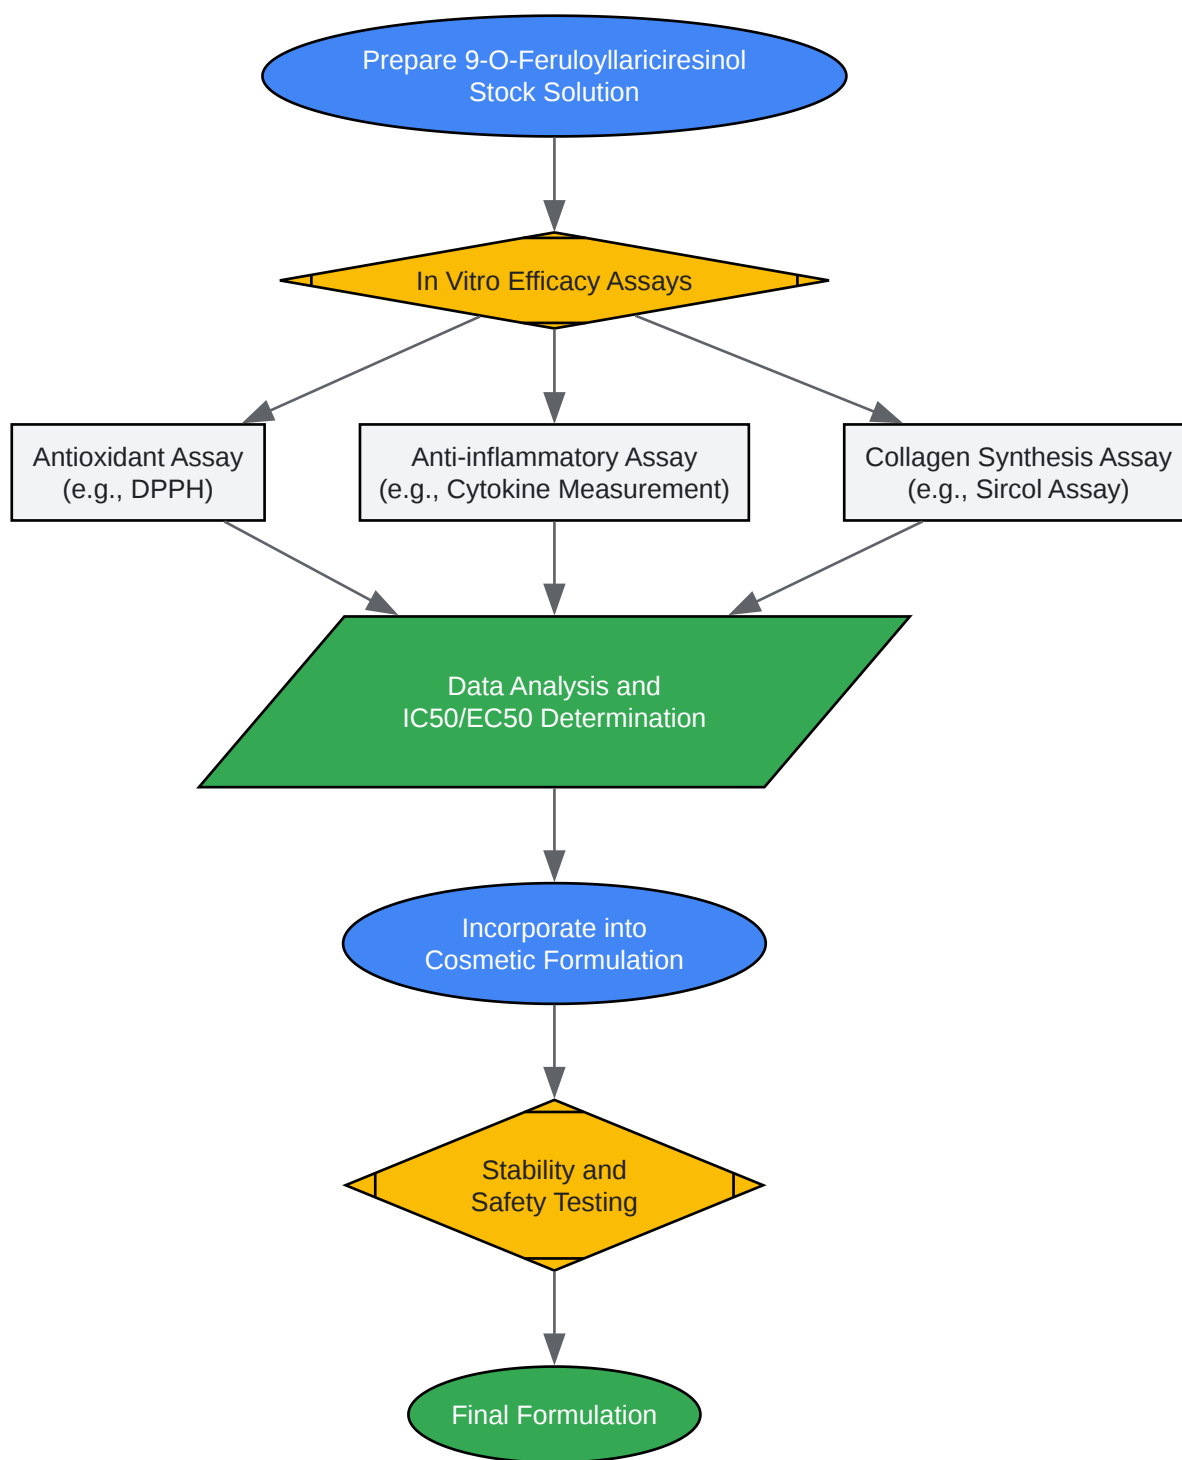 Prepare 9-O-Feruloyllariciresinol
Stock Solution
In Vitro Efficacy Assays
Antioxidant Assay
(e.g., DPPH)
Anti-inflammatory Assay
(e.g., Cytokine Measurement)
Collagen Synthesis Assay
(e.g., Sircol Assay)
Data Analysis and
IC50/EC50 Determination
Incorporate into
Cosmetic Formulation
Stability and
Safety Testing
Final Formulation